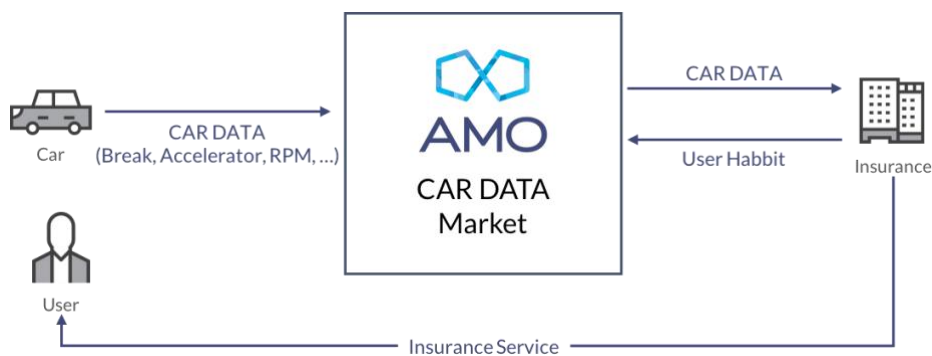 CAR DATA
(Break, Accelerator, RPM, ...)
Car
AMO
CAR DATA
Market
CAR DATA
User Habbit
Insurance
User
Insurance Service